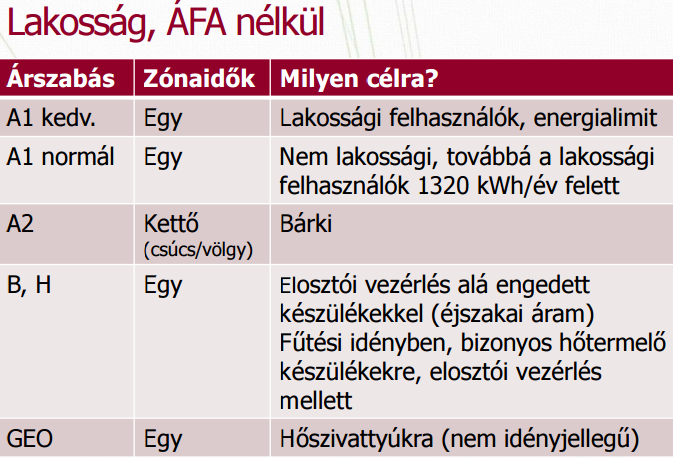 Lakosság, ÁFA nélkül
Árszabás Zónaidők Milyen célra?
A1 kedv. Egy Lakossági felhasználók, energialimit
A1 normál Egy Nem lakossági, továbbá a lakossági
felhasználók 1320 kWh/év felett
A2 Kettő Bárki
(csúcs/völgy)
B, H Egy Elosztói vezérlés alá engedett
készülékekkel (éjszakai áram)
Fűtési idényben, bizonyos hőtermelő
készülékekre, elosztói vezérlés
mellett
GEO Egy Hőszivattyúkra (nem idényjellegű)